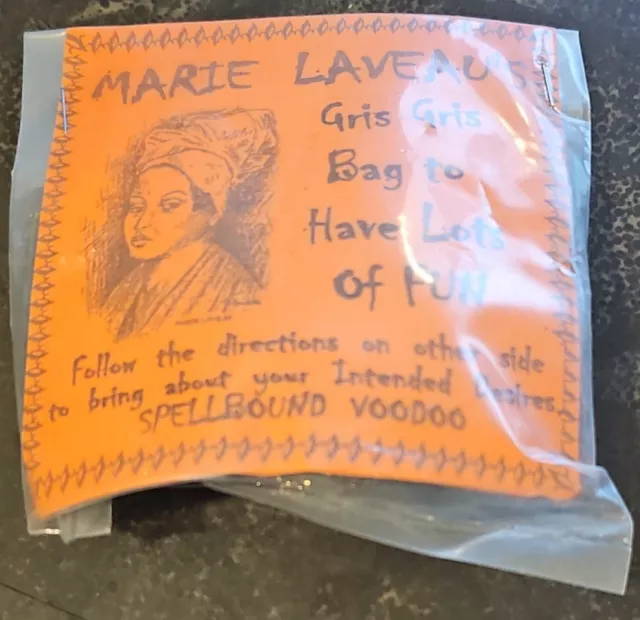 MARIE LAVEAU'S
Gris Gris
Bag to
Have Lots
Of FUN
Follow the directions on other side
to bring about your Intended Desires.
SPELLBOUND VOODOO